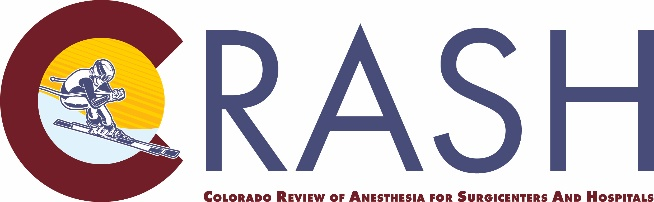 CRASH
COLORADO REVIEW OF ANESTHESIA FOR SURGICENTERS AND HOSPITALS